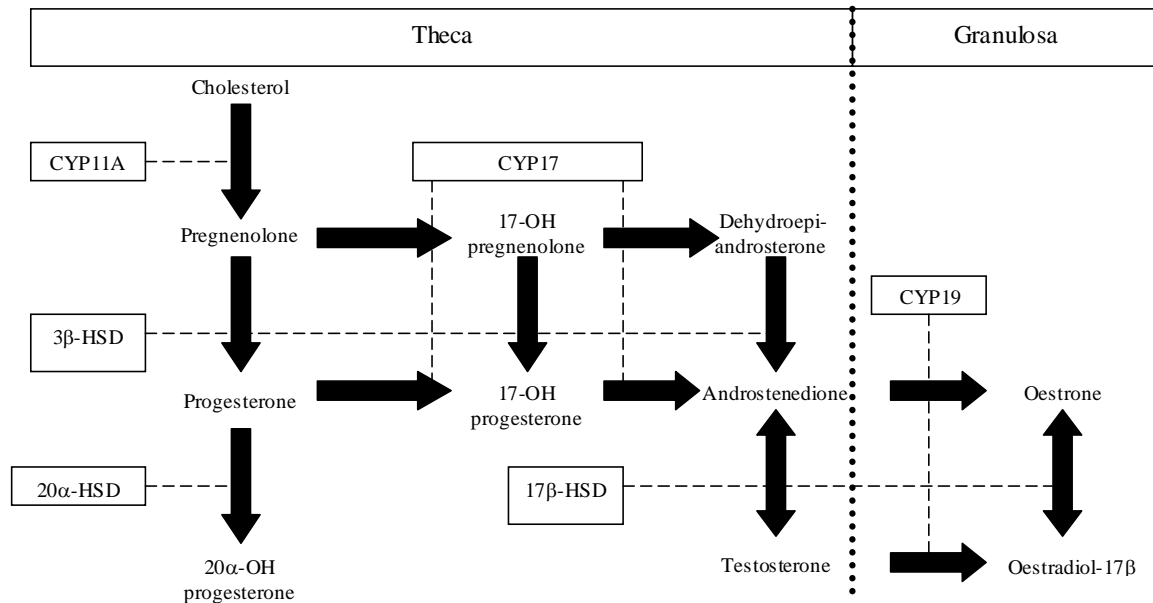 Theca
Granulosa
Cholesterol
CYP11A
CYP17
Pregnenolone
17-OH
pregnenolone
Dehydroepi-
androsterone
CYP19
3β-HSD
Progesterone
17-OH
progesterone
Androstenedione
Oestrone
20α-HSD
17β-HSD
20α-OH
progesterone
Testosterone
Oestradiol-17β